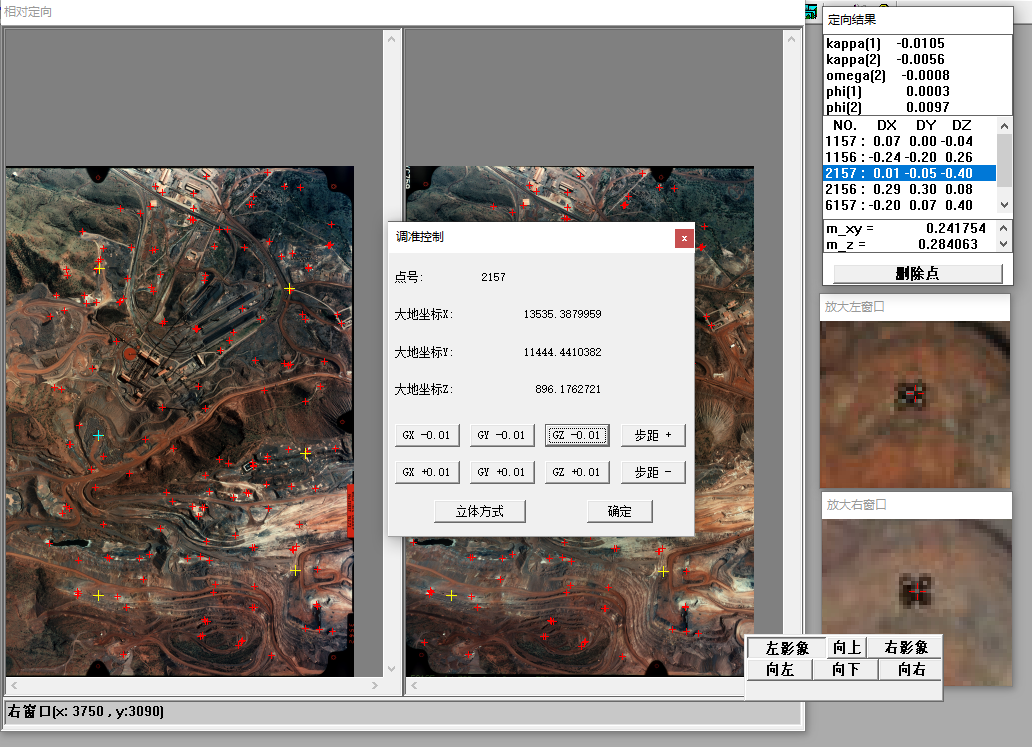 相对定向
定向结果
kappa(1) -0.0105
kappa(2) -0.0056
omega(2) -0.0008
phi(1) 0.0003
phi(2) 0.0097
NO. DX DY DZ
1157 : 0.07 0.00 -0.04
1156 : -0.24 -0.20 0.26
2157 : 0.01 -0.05 -0.40
2156 : 0.29 0.30 0.08
6157 : -0.20 0.07 0.40
m_xy = 0.241754
m_z = 0.284063
删除点
调准控制
x
点号: 2157
大地坐标X: 13535.3879959
大地坐标Y: 11444.4410382
大地坐标Z: 896.1762721
GX -0.01 GY -0.01 GZ -0.01 步距 +
GX +0.01 GY +0.01 GZ +0.01 步距 -
立体方式 确定
放大左窗口
放大右窗口
左影象 向上 右影象
向左 向下 向右
右窗口(x: 3750 , y:3090)